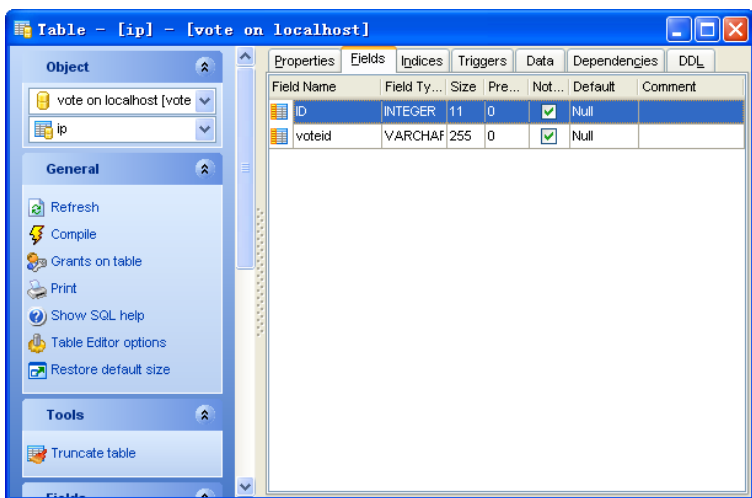 Table - [ip] - [vote on localhost]
Object
vote on localhost [vote
ip
General
Refresh
Compile
Grants on table
Print
Show SQL help
Table Editor options
Restore default size
Tools
Truncate table
Fields
Properties Fields Indices Triggers Data Dependencies DDL
Field Name Field Ty... Size Pre... Not... Default Comment
ID INTEGER 11 0 Null
voteid VARCHAR 255 0 Null